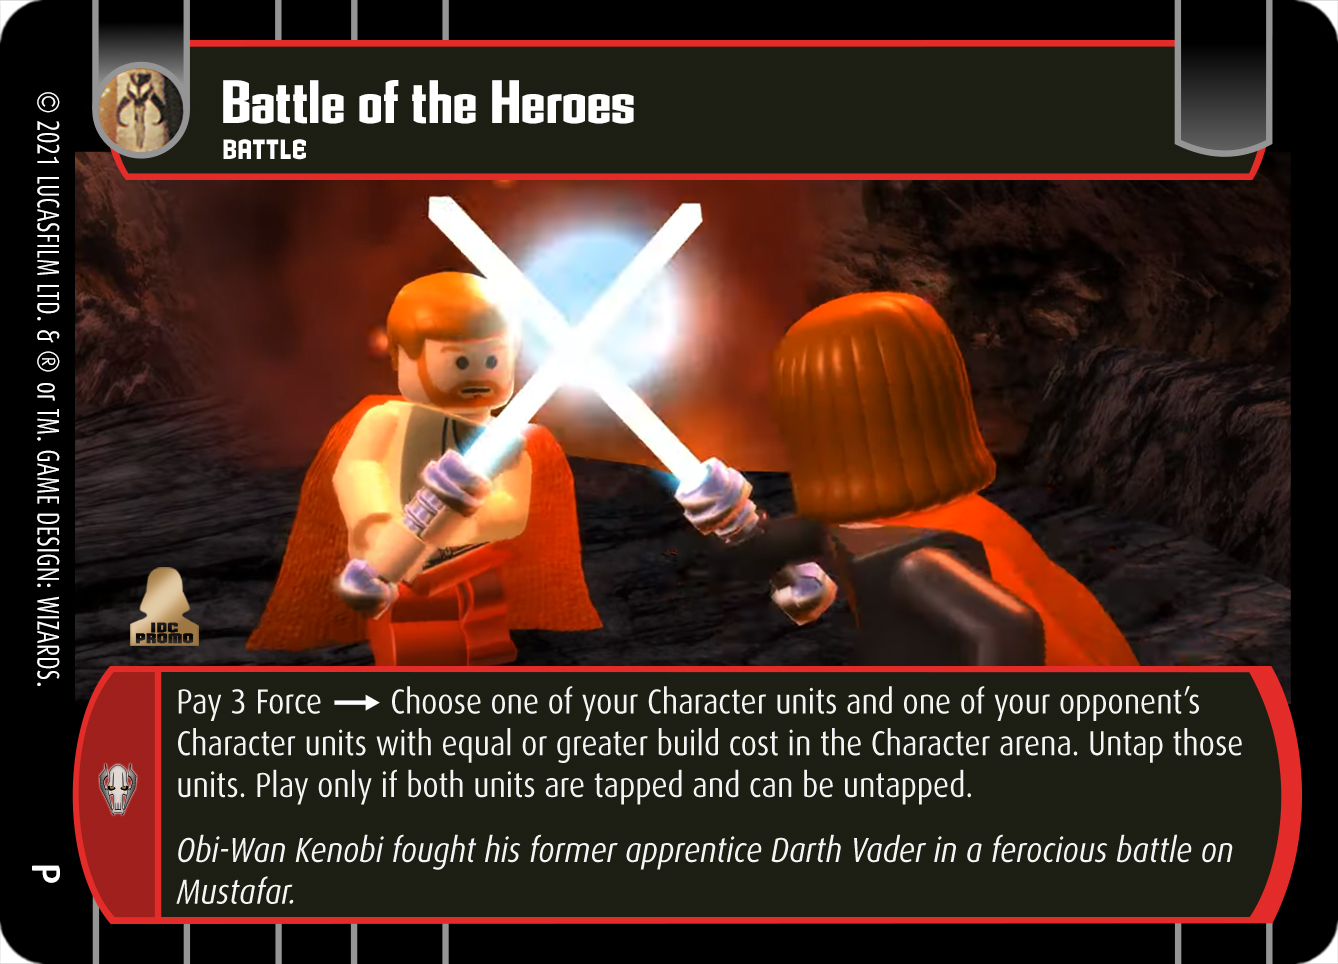 Battle of the Heroes
BATTLE
© 2021 LUCASFILM LTD. & ® or TM. GAME DESIGN: WIZARDS.
IDC
PROMO
Pay 3 Force → Choose one of your Character units and one of your opponent's
Character units with equal or greater build cost in the Character arena. Untap those
units. Play only if both units are tapped and can be untapped.
Obi-Wan Kenobi fought his former apprentice Darth Vader in a ferocious battle on
Mustafar.
P